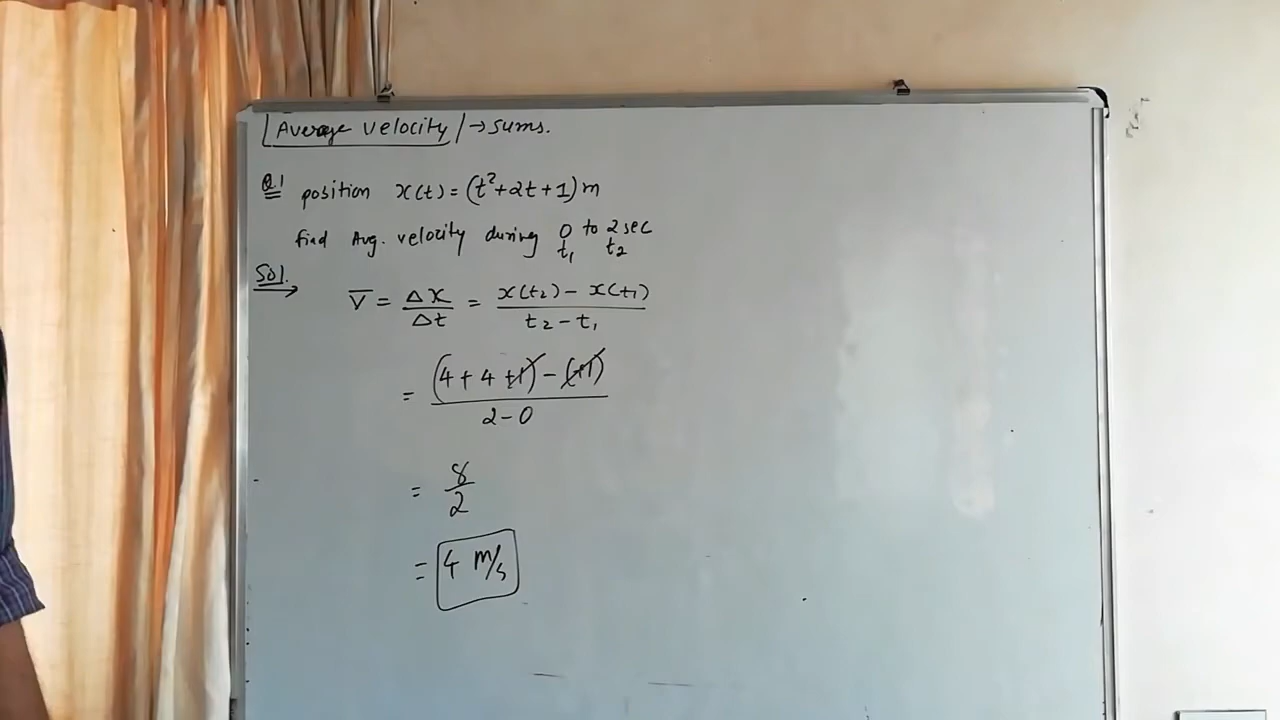 Average Velocity → Sums.
Q.1 position x(t) = (t²+2t+1)m
find Avg. velocity during 0 to 2 sec
t₁ t₂
Sol.
V̅ = Δx/Δt = x(t₂) - x(t₁)/t₂ - t₁
= (4+4+1) - (+1)/2-0
= 8/2
= 4 m/s